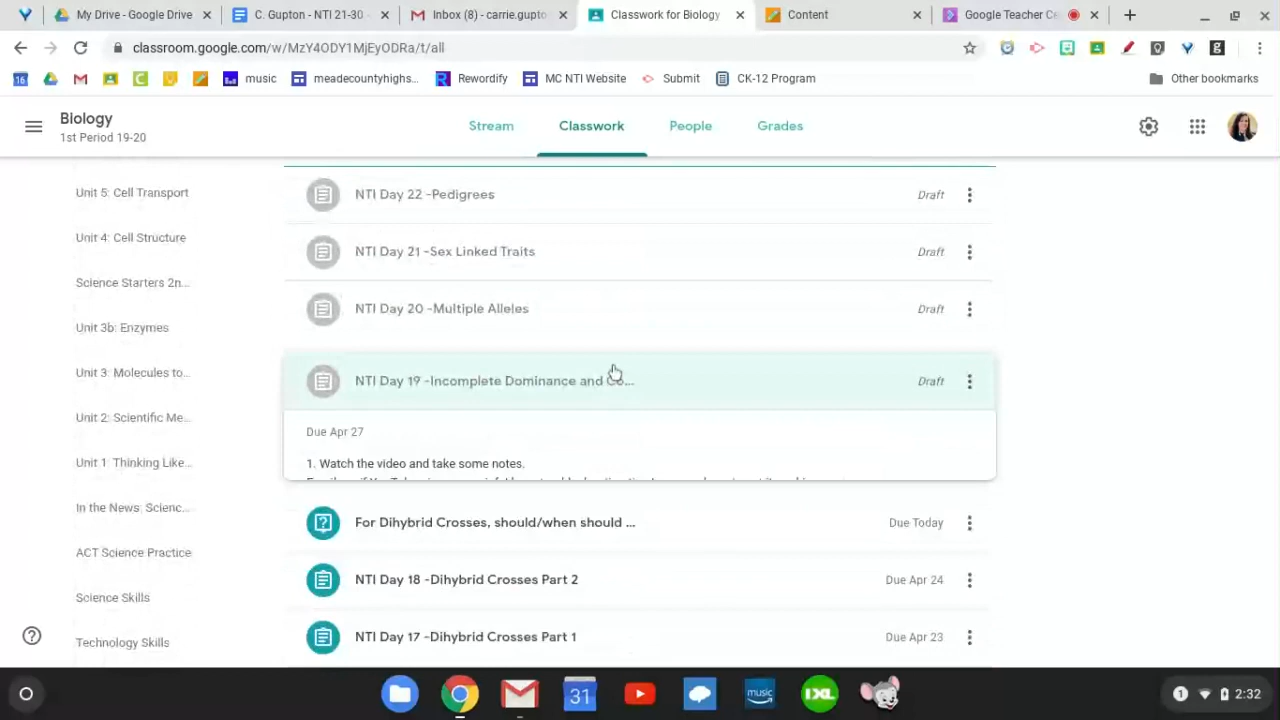 My Drive - Google Drive
C. Gupton - NTI 21-30 -
Inbox (8) - carrie.gupto
Classwork for Biology
Content
Google Teacher Ce
classroom.google.com/w/MzY4ODY1MjEyODRa/t/all
16
music
meadecountyhighs...
Rewordify
MC NTI Website
Submit
CK-12 Program
Other bookmarks
Biology
1st Period 19-20
Stream
Classwork
People
Grades
Unit 5: Cell Transport
Unit 4: Cell Structure
Science Starters 2n...
Unit 3b: Enzymes
Unit 3: Molecules to...
Unit 2: Scientific Me...
Unit 1: Thinking Like...
In the News: Scienc...
ACT Science Practice
Science Skills
Technology Skills
NTI Day 22 -Pedigrees
Draft
NTI Day 21 -Sex Linked Traits
Draft
NTI Day 20 -Multiple Alleles
Draft
NTI Day 19 -Incomplete Dominance and Co...
Draft
Due Apr 27
1. Watch the video and take some notes.
For Dihybrid Crosses, should/when should ...
Due Today
NTI Day 18 -Dihybrid Crosses Part 2
Due Apr 24
NTI Day 17 -Dihybrid Crosses Part 1
Due Apr 23
31
music
IXL
1
2:32